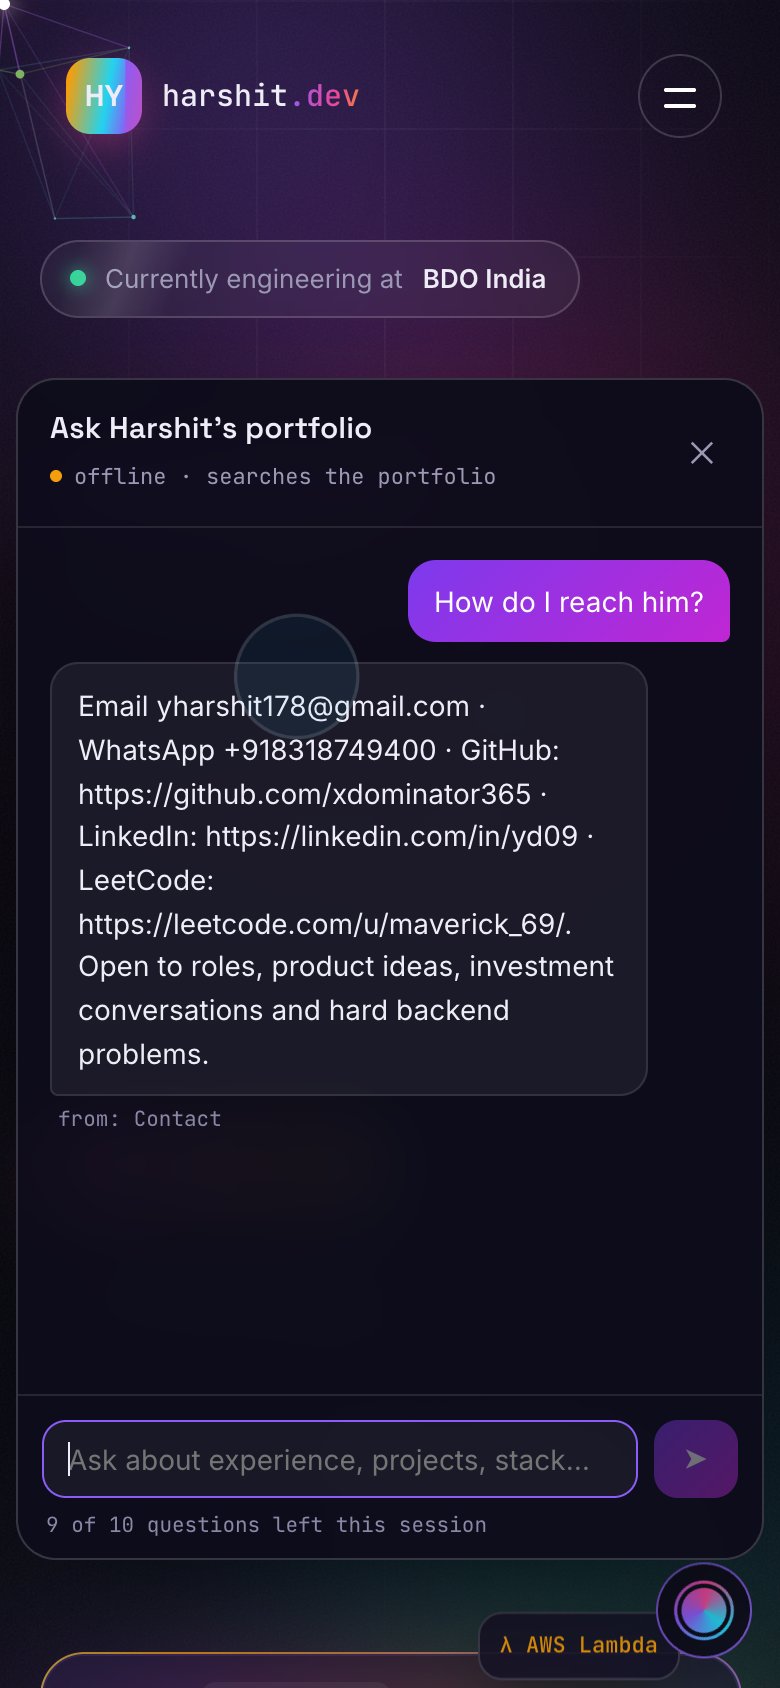 HY harshit.dev
Currently engineering at BDO India
Ask Harshit's portfolio
offline · searches the portfolio
How do I reach him?
Email yharshit178@gmail.com ·
WhatsApp +918318749400 · GitHub:
https://github.com/xdominator365 ·
LinkedIn: https://linkedin.com/in/yd09 ·
LeetCode:
https://leetcode.com/u/maverick_69/.
Open to roles, product ideas, investment
conversations and hard backend
problems.
from: Contact
Ask about experience, projects, stack...
9 of 10 questions left this session
λ AWS Lambda